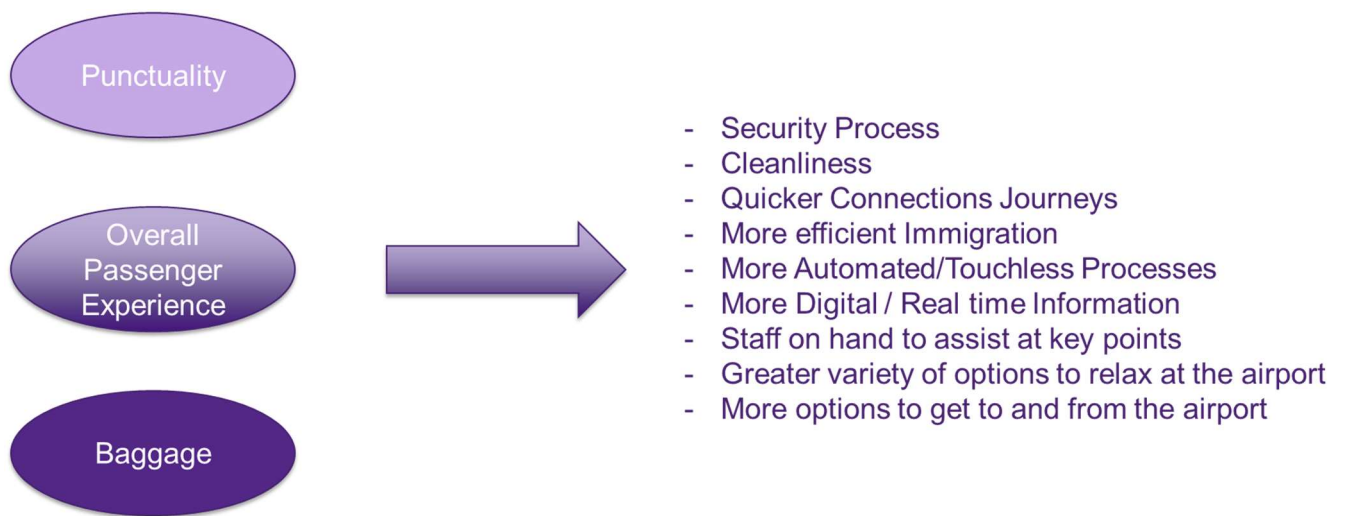 Punctuality
Overall
Passenger
Experience
Baggage
- Security Process
- Cleanliness
- Quicker Connections Journeys
- More efficient Immigration
- More Automated/Touchless Processes
- More Digital / Real time Information
- Staff on hand to assist at key points
- Greater variety of options to relax at the airport
- More options to get to and from the airport